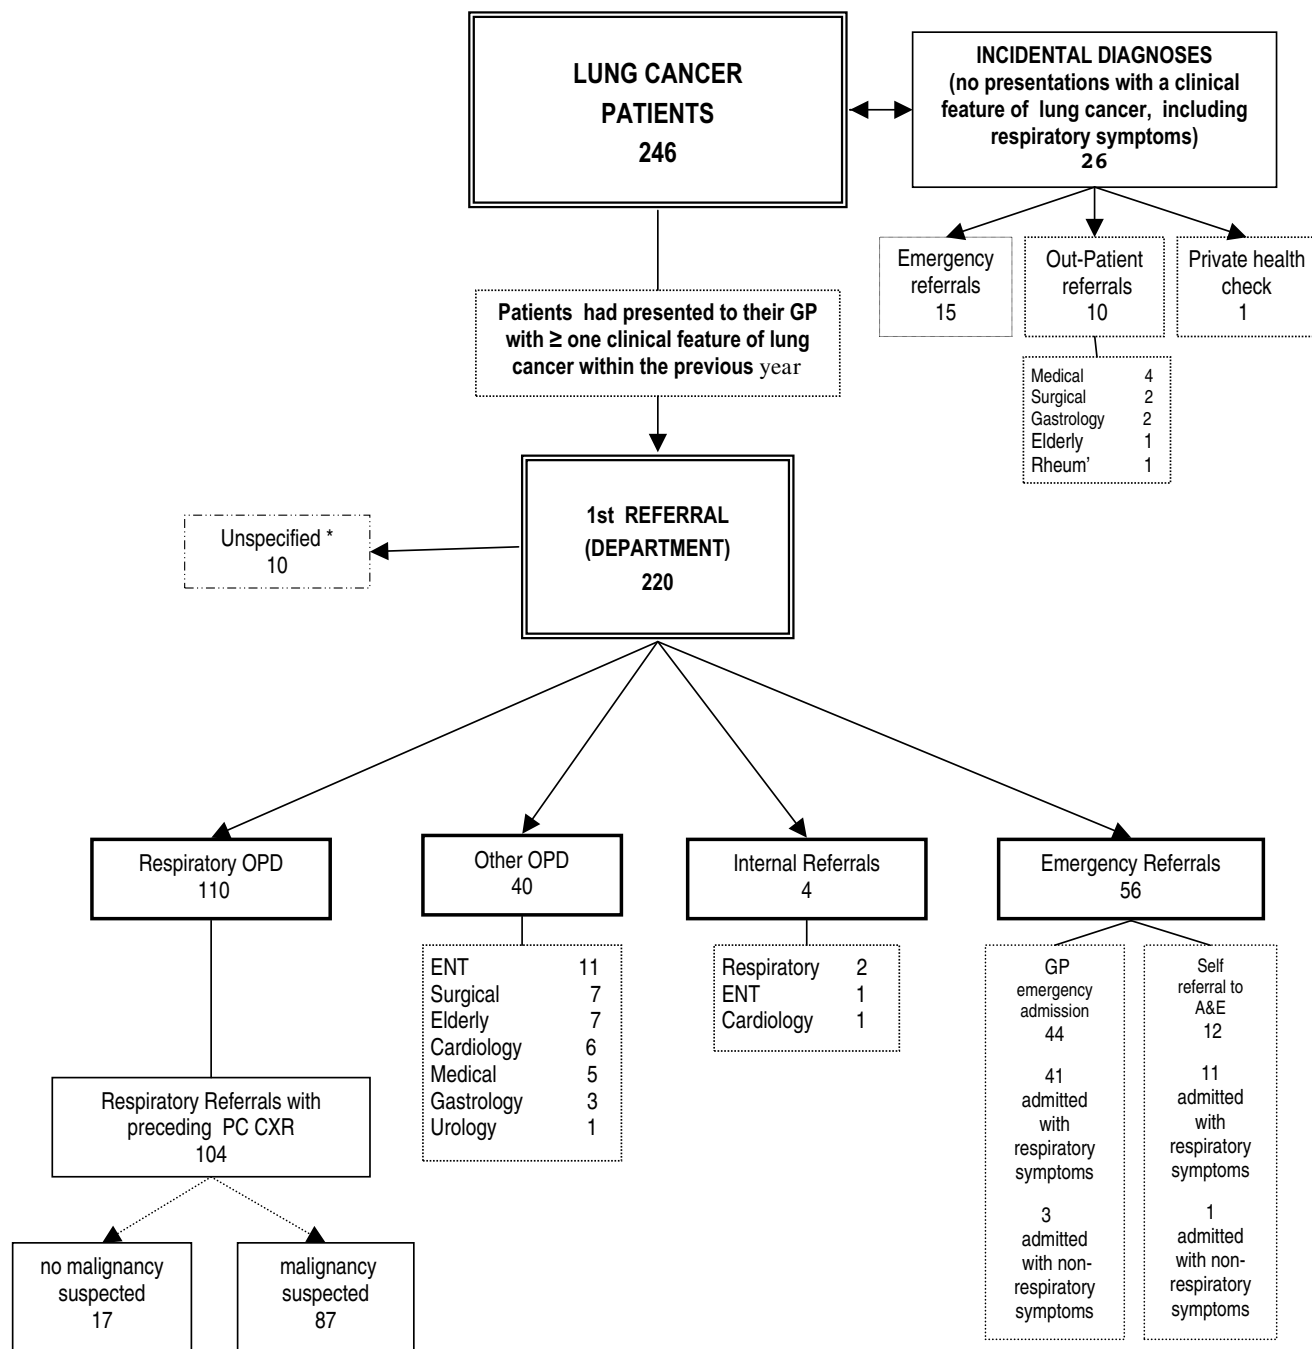 LUNG CANCER
PATIENTS
246
INCIDENTAL DIAGNOSES
(no presentations with a clinical
feature of lung cancer, including
respiratory symptoms)
26
Emergency
referrals
15
Out-Patient
referrals
10
Private health
check
1
Medical 4
Surgical 2
Gastrology 2
Elderly 1
Rheum' 1
Patients had presented to their GP
with ≥ one clinical feature of lung
cancer within the previous year
1st REFERRAL
(DEPARTMENT)
220
Unspecified *
10
Respiratory OPD
110
Other OPD
40
Internal Referrals
4
Emergency Referrals
56
ENT 11
Surgical 7
Elderly 7
Cardiology 6
Medical 5
Gastrology 3
Urology 1
Respiratory 2
ENT 1
Cardiology 1
GP
emergency
admission
44
41
admitted
with
respiratory
symptoms
3
admitted
with non-
respiratory
symptoms
Self
referral to
A&E
12
11
admitted
with
respiratory
symptoms
1
admitted
with non-
respiratory
symptoms
Respiratory Referrals with
preceding PC CXR
104
no malignancy
suspected
17
malignancy
suspected
87